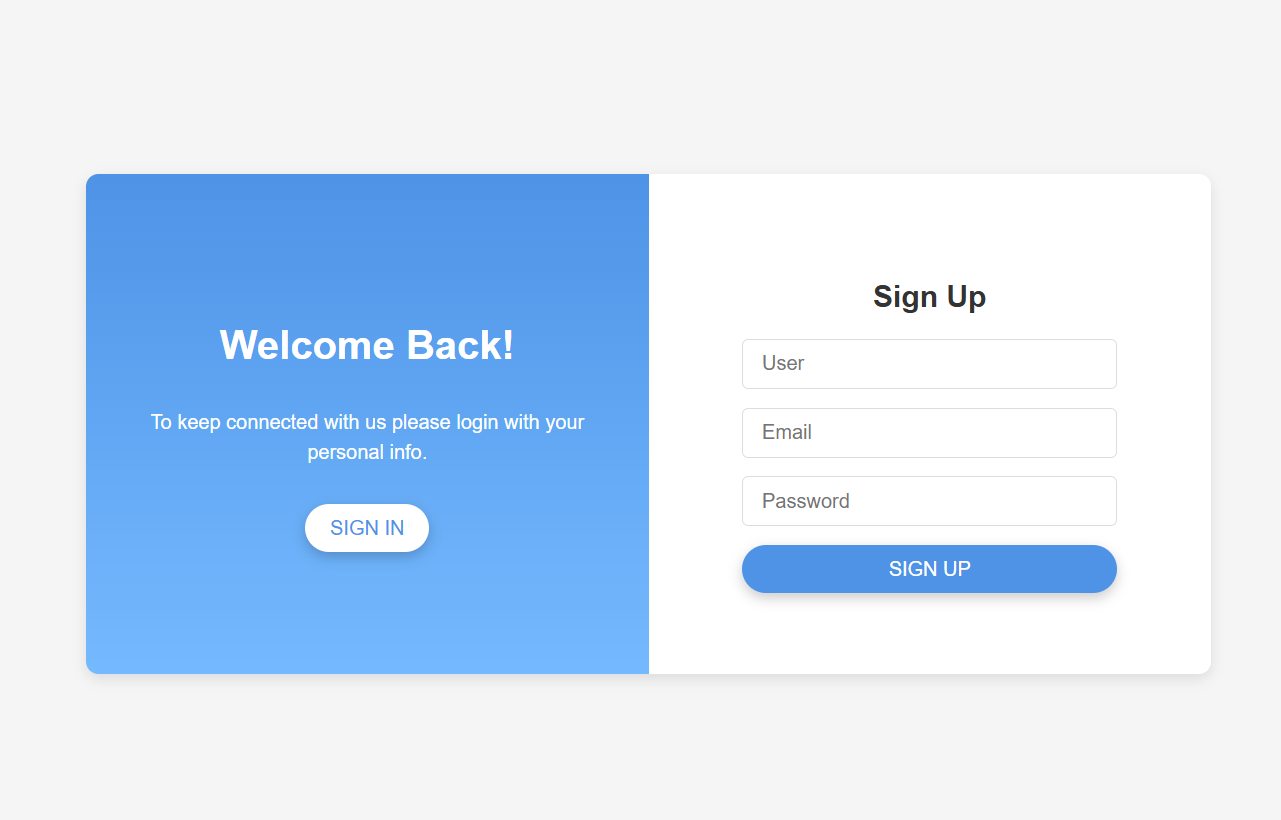 Welcome Back!
To keep connected with us please login with your
personal info.
SIGN IN
Sign Up
User
Email
Password
SIGN UP